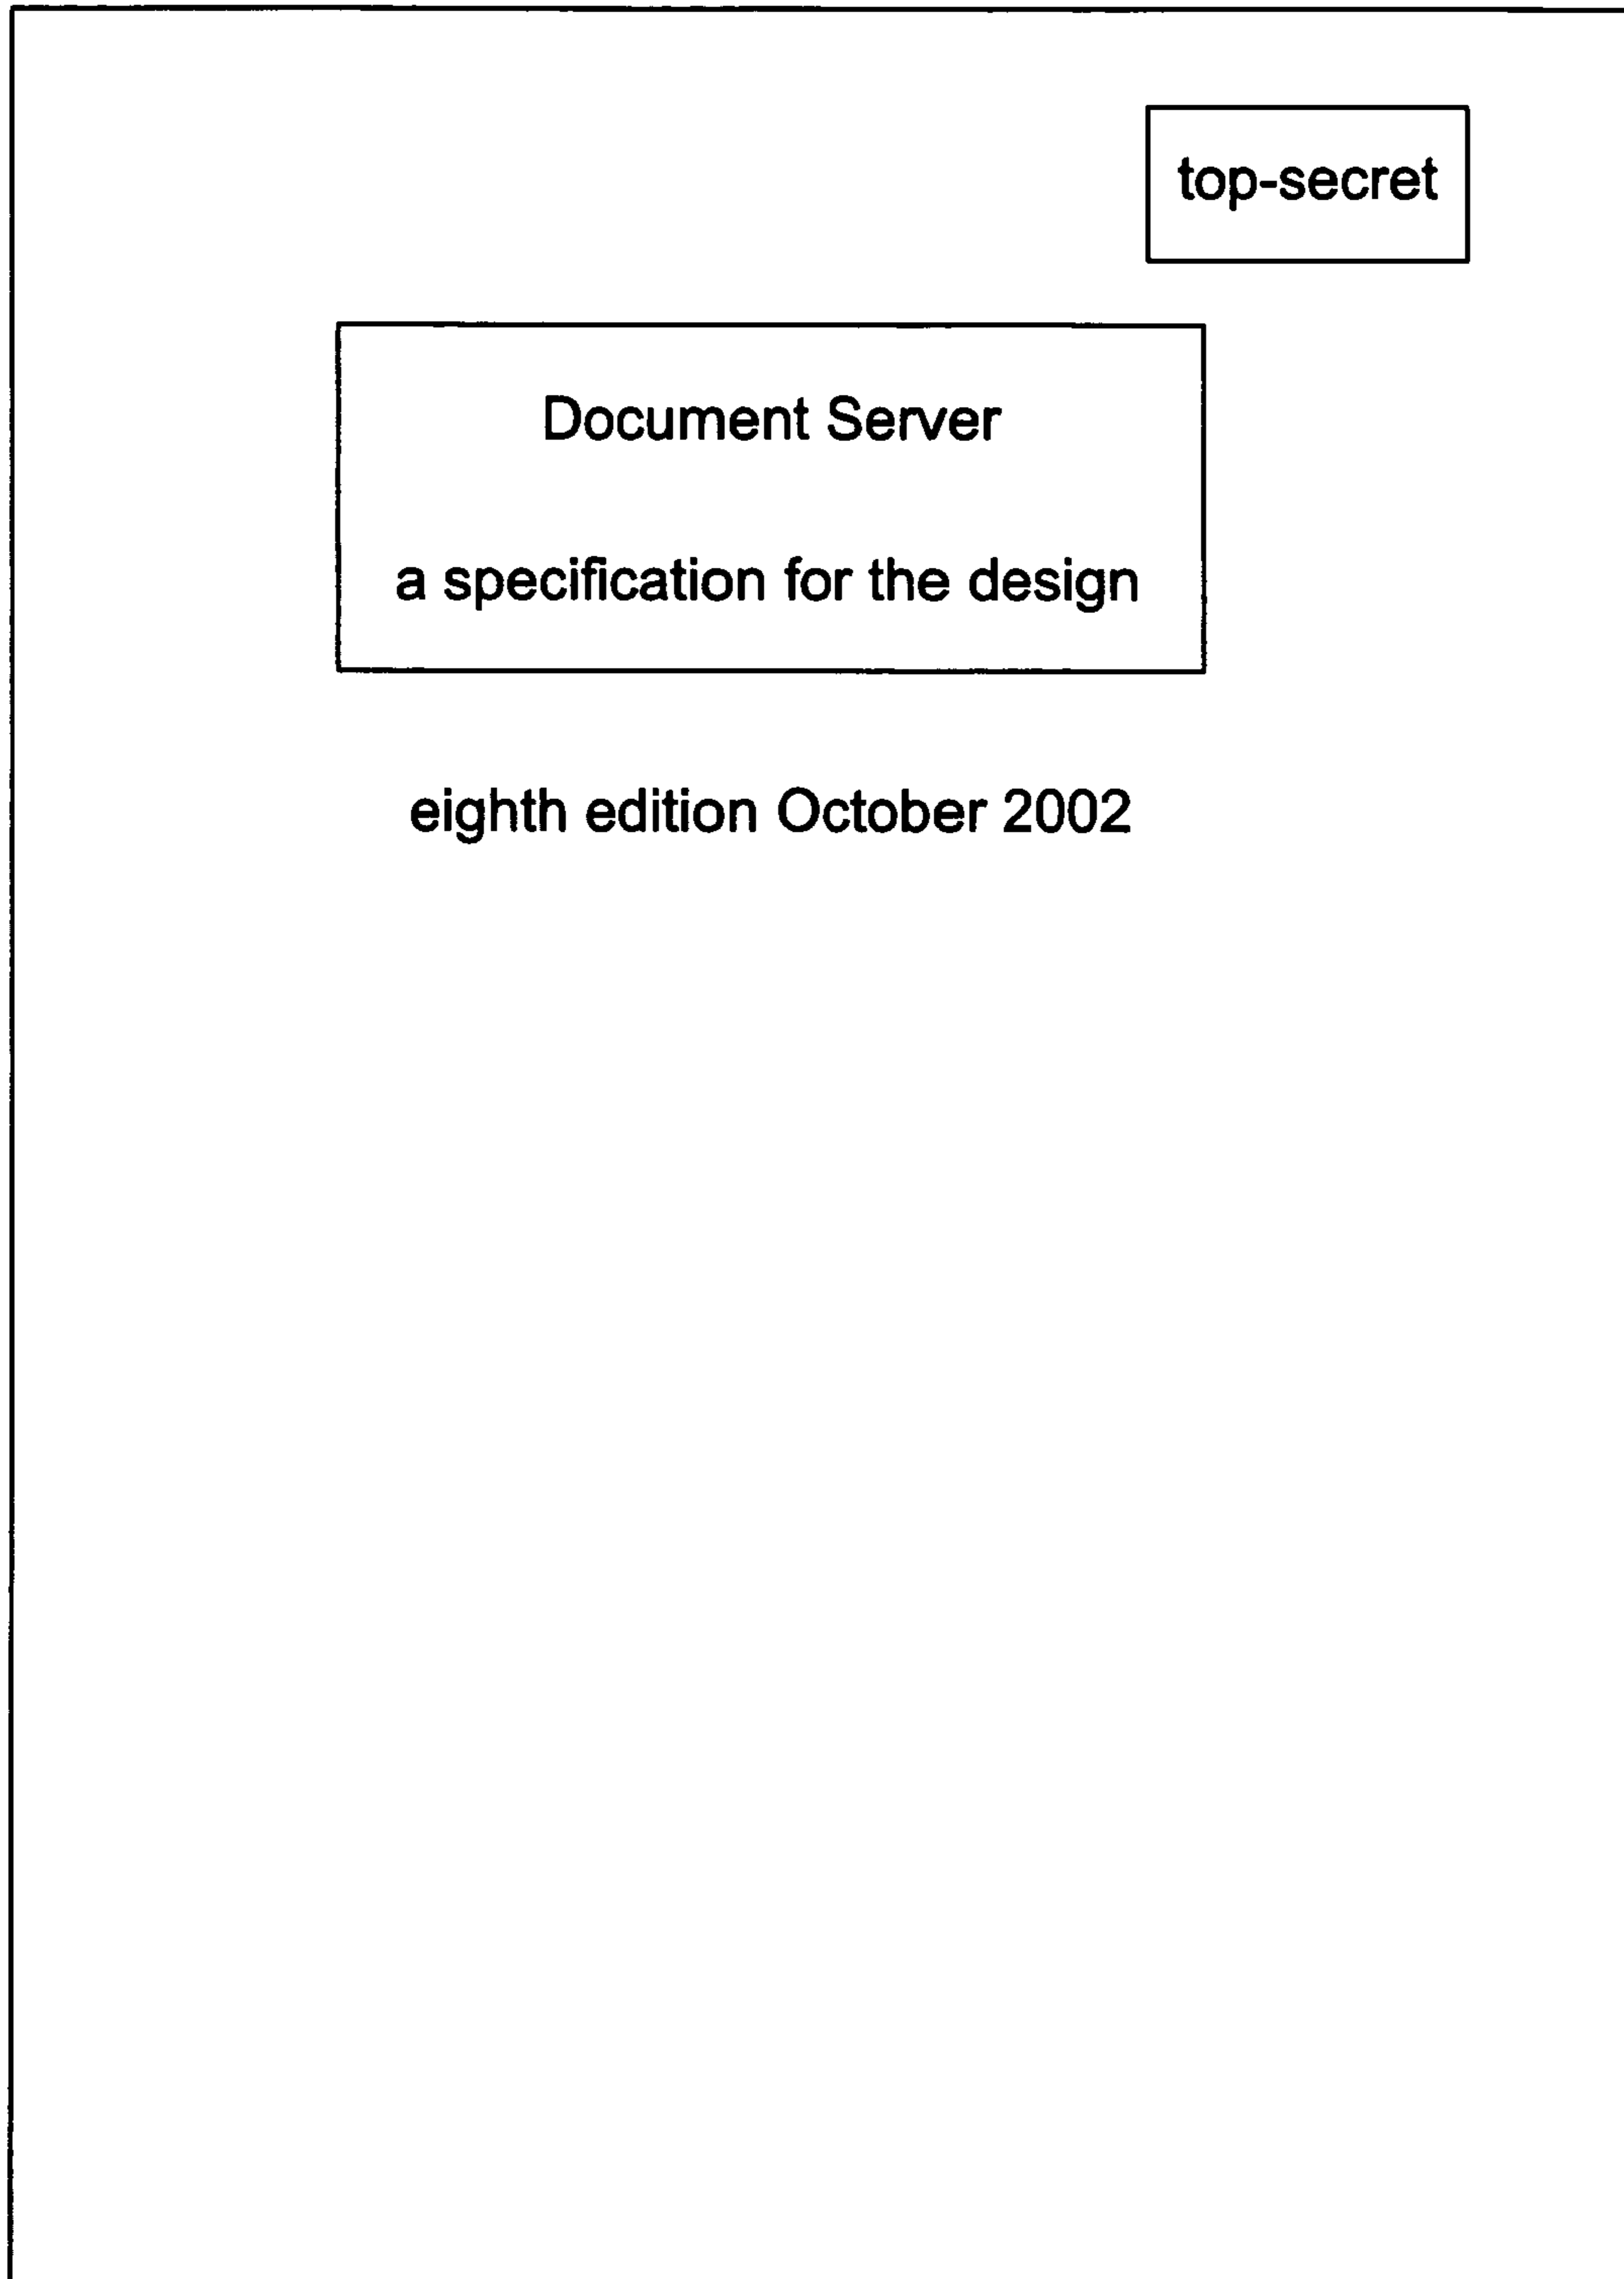 top-secret
Document Server
a specification for the design
eighth edition October 2002